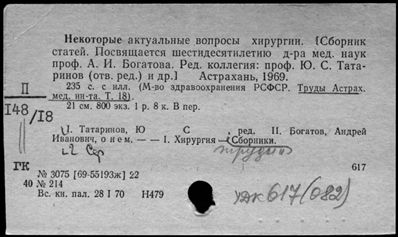 Некоторые актуальные вопросы хирургии. [Сборник
статей. Посвящается шестидесятилетию д-ра мед. наук
проф. А. И. Богатова. Ред. коллегия: проф. Ю. С. Тата-
ринов (отв. ред.) и др.] Астрахань, 1969.
235 с. с илл. (М-во здравоохранения РСФСР. Труды Астрах.
мед. ин-та. Т. 18).
21 см. 800 экз. 1 р. 8 к. В пер.
II
I48/I8
I. Татаринов, Ю С , ред. II. Богатов, Андрей
Иванович, о нем. — — I. Хирургия — Сборники.
ГК
617
№ 3075 [69-55193ж] 22
40 № 214
Вс. кн. пал. 28 I 70 Н479
УДК 617(082)